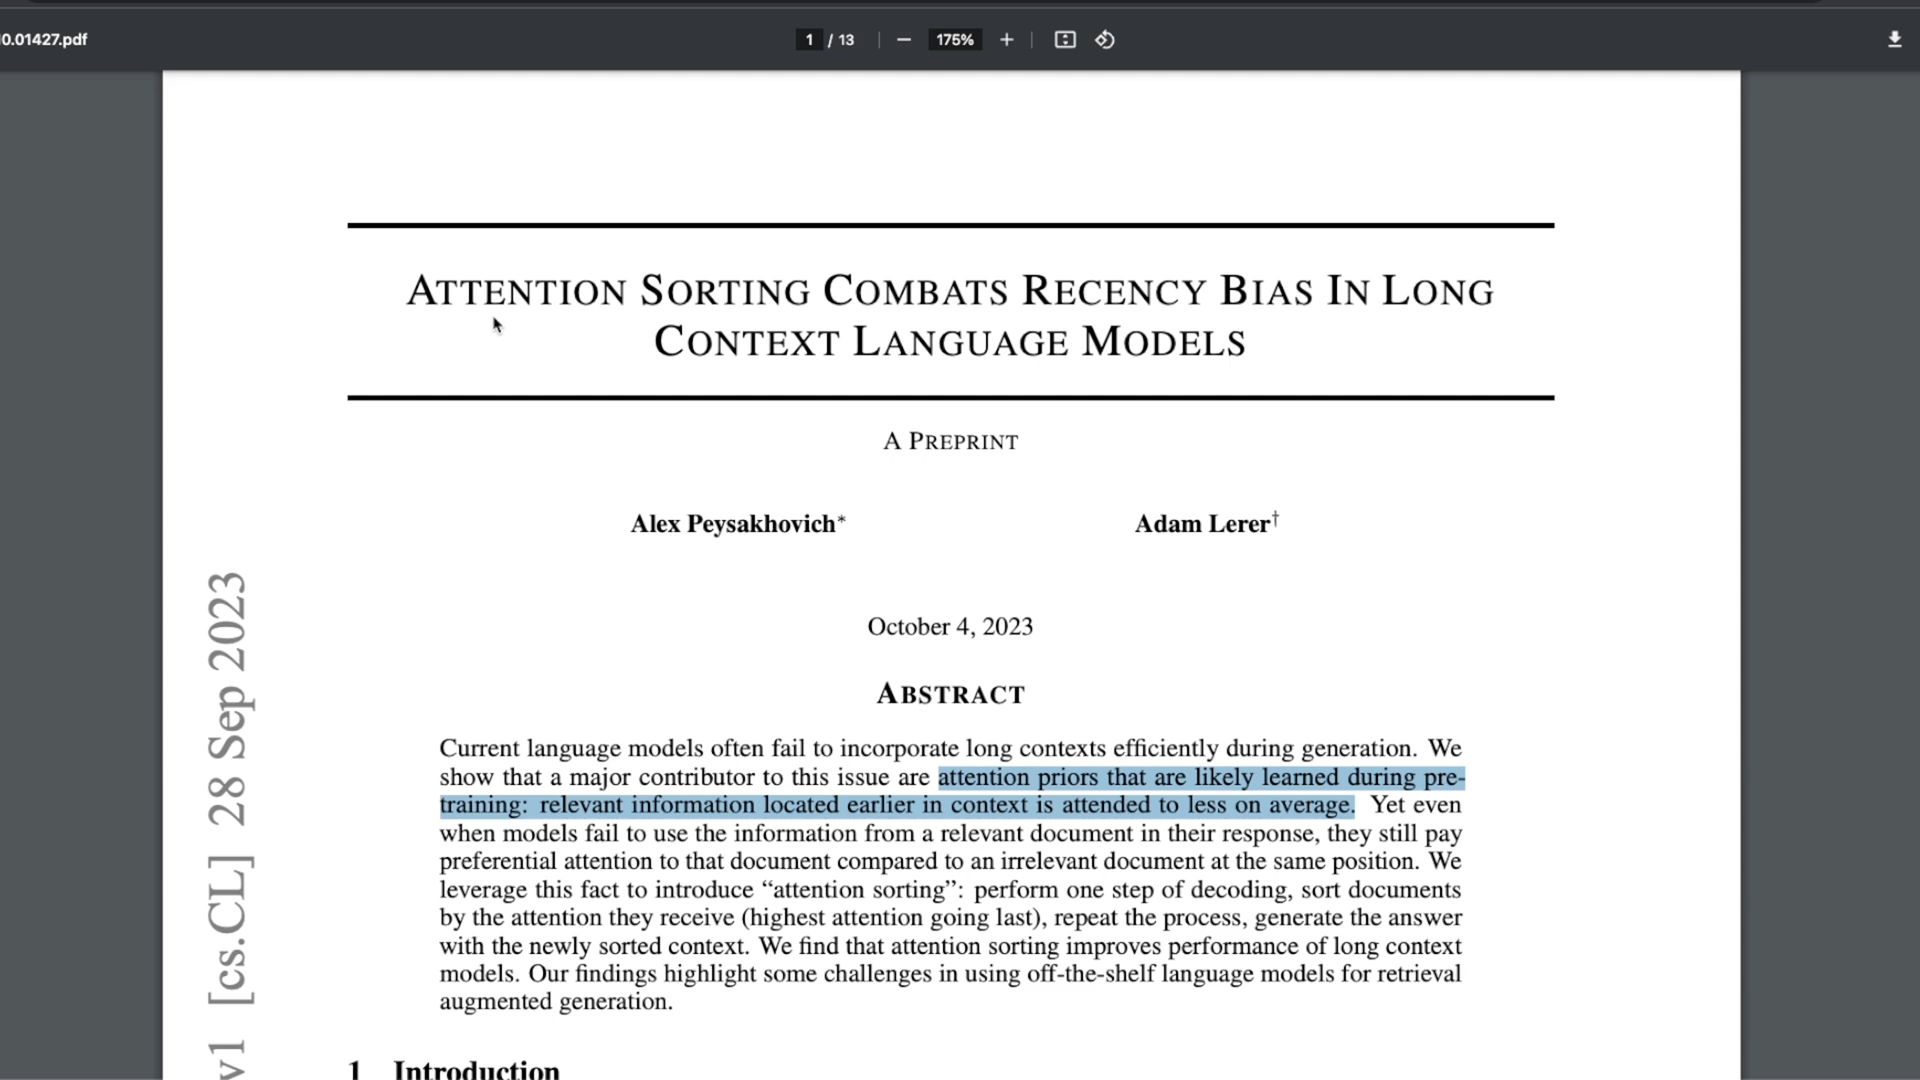 0.01427.pdf
1 / 13
175%
ATTENTION SORTING COMBATS RECENCY BIAS IN LONG
CONTEXT LANGUAGE MODELS
A PREPRINT
Alex Peysakhovich* Adam Lerer†
October 4, 2023
ABSTRACT
Current language models often fail to incorporate long contexts efficiently during generation. We
show that a major contributor to this issue are attention priors that are likely learned during pre-
training: relevant information located earlier in context is attended to less on average. Yet even
when models fail to use the information from a relevant document in their response, they still pay
preferential attention to that document compared to an irrelevant document at the same position. We
leverage this fact to introduce “attention sorting”: perform one step of decoding, sort documents
by the attention they receive (highest attention going last), repeat the process, generate the answer
with the newly sorted context. We find that attention sorting improves performance of long context
models. Our findings highlight some challenges in using off-the-shelf language models for retrieval
augmented generation.
1 Introduction
v1 [cs.CL] 28 Sep 2023